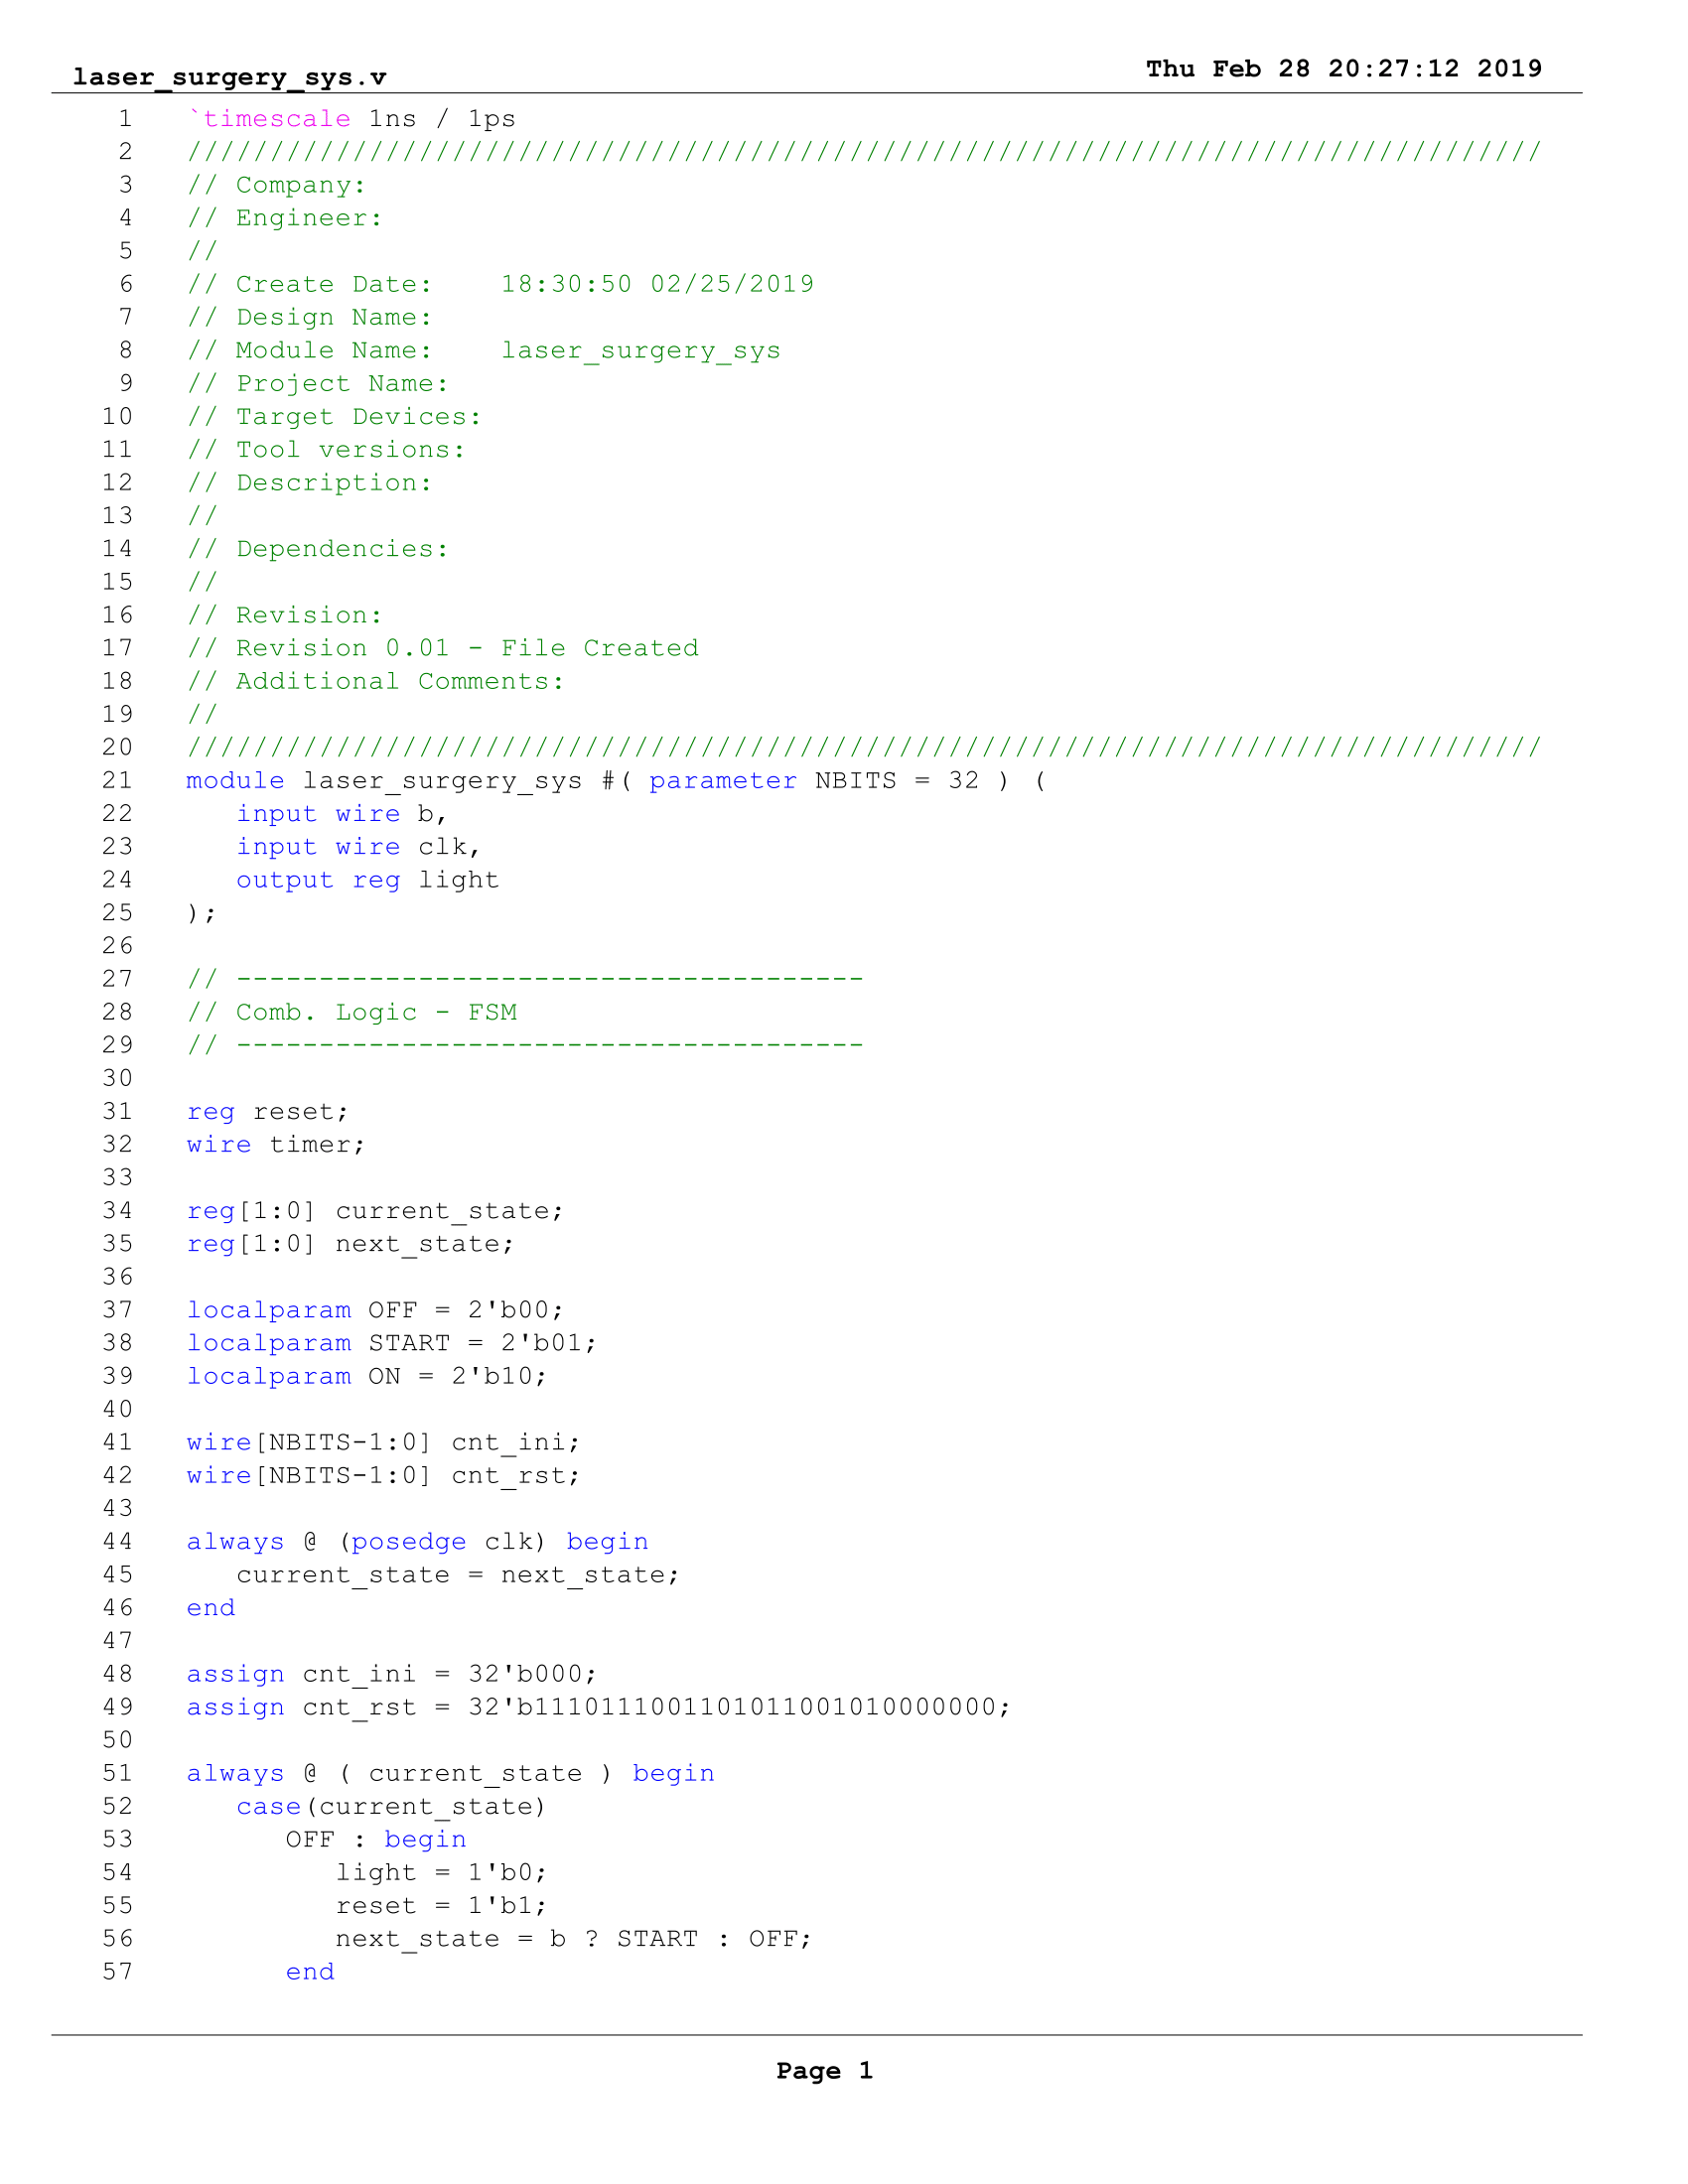 laser_surgery_sys.v Thu Feb 28 20:27:12 2019
1 `timescale 1ns / 1ps
2 //////////////////////////////////////////////////////////////////////////////////
3 // Company:
4 // Engineer:
5 //
6 // Create Date:    18:30:50 02/25/2019
7 // Design Name:
8 // Module Name:    laser_surgery_sys
9 // Project Name:
10 // Target Devices:
11 // Tool versions:
12 // Description:
13 //
14 // Dependencies:
15 //
16 // Revision:
17 // Revision 0.01 - File Created
18 // Additional Comments:
19 //
20 //////////////////////////////////////////////////////////////////////////////////
21 module laser_surgery_sys #( parameter NBITS = 32 ) (
22    input wire b,
23    input wire clk,
24    output reg light
25 );
26
27 // --------------------------------------
28 // Comb. Logic - FSM
29 // --------------------------------------
30
31 reg reset;
32 wire timer;
33
34 reg[1:0] current_state;
35 reg[1:0] next_state;
36
37 localparam OFF = 2'b00;
38 localparam START = 2'b01;
39 localparam ON = 2'b10;
40
41 wire[NBITS-1:0] cnt_ini;
42 wire[NBITS-1:0] cnt_rst;
43
44 always @ (posedge clk) begin
45    current_state = next_state;
46 end
47
48 assign cnt_ini = 32'b000;
49 assign cnt_rst = 32'b1110111001101011001010000000;
50
51 always @ ( current_state ) begin
52    case(current_state)
53       OFF : begin
54          light = 1'b0;
55          reset = 1'b1;
56          next_state = b ? START : OFF;
57       end
Page 1